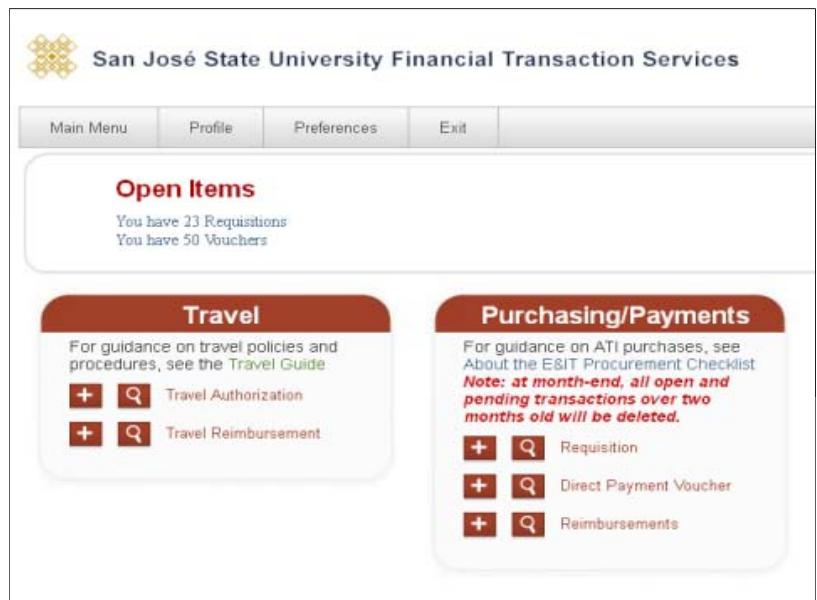 San José State University Financial Transaction Services
Main Menu
Profile
Preferences
Exit
Open Items
You have 23 Requisitions
You have 50 Vouchers
Travel
For guidance on travel policies and
procedures, see the Travel Guide
Travel Authorization
Travel Reimbursement
Purchasing/Payments
For guidance on ATI purchases, see
About the E&IT Procurement Checklist
Note: at month-end, all open and
pending transactions over two
months old will be deleted.
Requisition
Direct Payment Voucher
Reimbursements